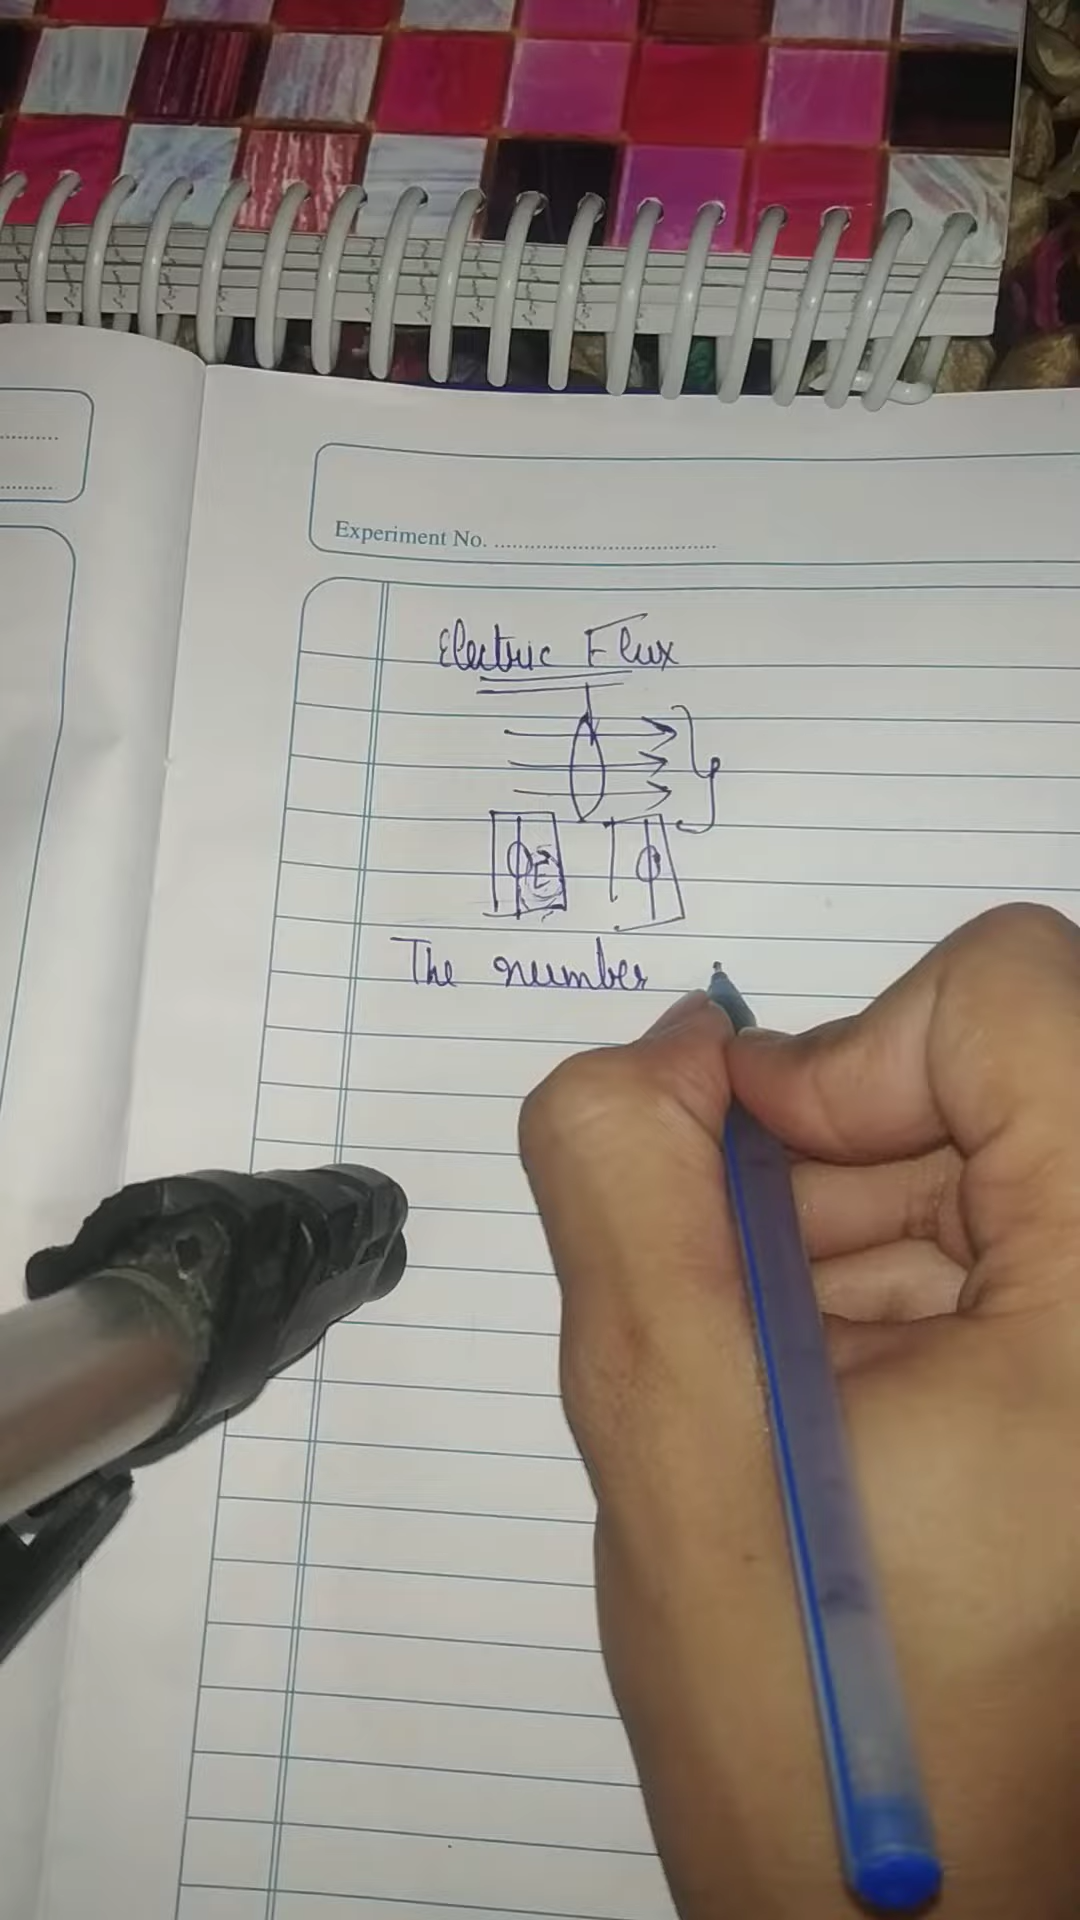 Experiment No.
Electric Flux
ϕE ϕ
The number